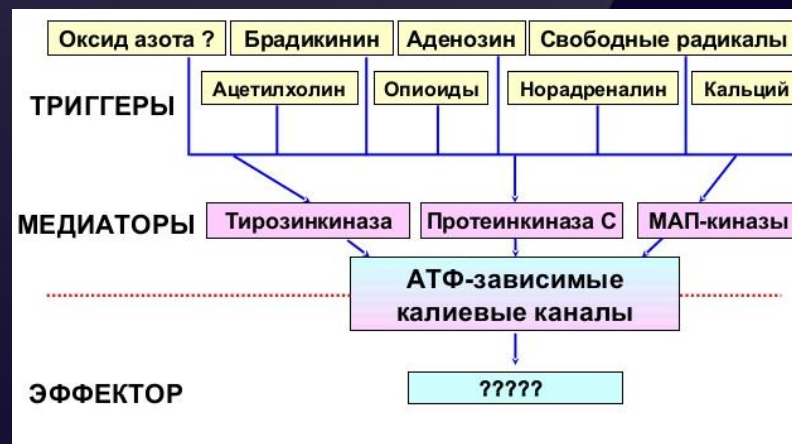 Оксид азота ?
Брадикинин
Аденозин
Свободные радикалы
Ацетилхолин
Опиоиды
Норадреналин
Кальций
ТРИГГЕРЫ
МЕДИАТОРЫ
Тирозинкиназа
Протеинкиназа С
МАП-киназы
АТФ-зависимые
калиевые каналы
ЭФФЕКТОР
?????